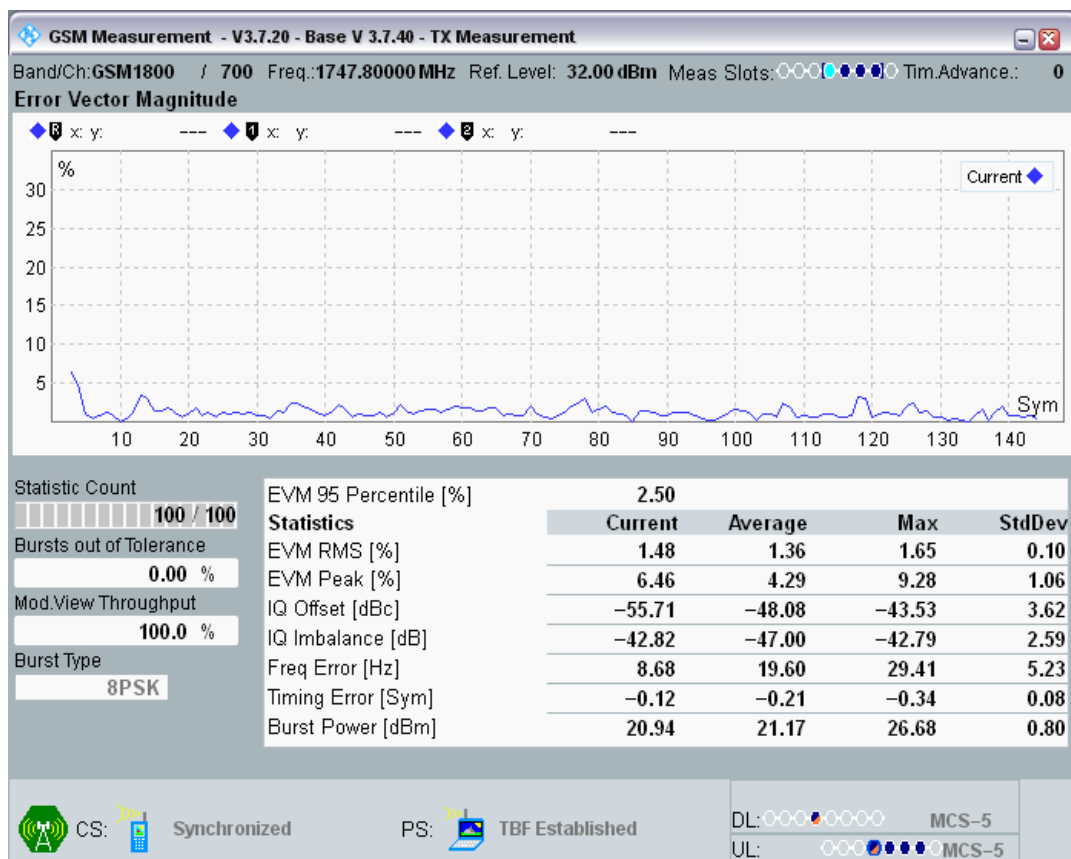 GSM Measurement - V3.7.20 - Base V 3.7.40 - TX Measurement
Band/Ch:GSM1800 / 700 Freq.:1747.80000 MHz Ref. Level: 32.00 dBm Meas Slots: Tim.Advance.: 0
Error Vector Magnitude
R x: y: --- 1 x: y: --- 2 x: y: ---
%
Current
30
25
20
15
10
5
Sym
10 20 30 40 50 60 70 80 90 100 110 120 130 140
Statistic Count
100 / 100
Bursts out of Tolerance
0.00 %
Mod.View Throughput
100.0 %
Burst Type
8PSK
EVM 95 Percentile [%] 2.50
Statistics Current Average Max StdDev
EVM RMS [%] 1.48 1.36 1.65 0.10
EVM Peak [%] 6.46 4.29 9.28 1.06
IQ Offset [dBc] −55.71 −48.08 −43.53 3.62
IQ Imbalance [dB] −42.82 −47.00 −42.79 2.59
Freq Error [Hz] 8.68 19.60 29.41 5.23
Timing Error [Sym] −0.12 −0.21 −0.34 0.08
Burst Power [dBm] 20.94 21.17 26.68 0.80
CS: Synchronized PS: TBF Established
DL: MCS−5
UL: MCS−5